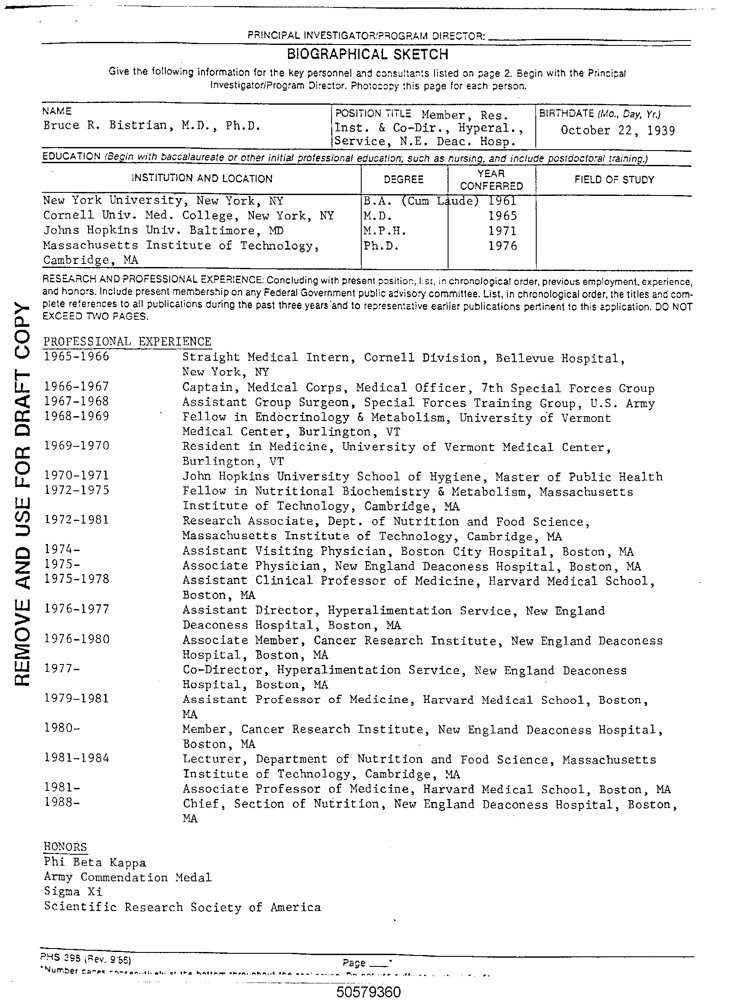 PRINCIPAL INVESTIGATOR/PROGRAM DIRECTOR:
BIOGRAPHICAL SKETCH
Give the following information for the key personnel and consultants listed on page 2. Begin with the Principal
Investigator/Program Director. Photocopy this page for each person.
NAME
Bruce R. Bistrian, M.D., Ph.D.
POSITION TITLE Member, Res.
Inst. & Co-Dir., Hyperal.,
Service, N.E. Deac. Hosp.
BIRTHDATE (Mo., Day, Yr.)
October 22, 1939
EDUCATION (Begin with baccalaureate or other initial professional education, such as nursing, and include postdoctoral training.)
INSTITUTION AND LOCATION DEGREE YEAR CONFERRED FIELD OF STUDY
New York University, New York, NY B.A. (Cum Laude) 1961
Cornell Univ. Med. College, New York, NY M.D. 1965
Johns Hopkins Univ. Baltimore, MD M.P.H. 1971
Massachusetts Institute of Technology, Ph.D. 1976
Cambridge, MA
RESEARCH AND PROFESSIONAL EXPERIENCE: Concluding with present position, list, in chronological order, previous employment, experience,
and honors. Include present membership on any Federal Government public advisory committee. List, in chronological order, the titles and com-
plete references to all publications during the past three years and to representative earlier publications pertinent to this application. DO NOT
EXCEED TWO PAGES.
REMOVE AND USE FOR DRAFT COPY
PROFESSIONAL EXPERIENCE
1965-1966 Straight Medical Intern, Cornell Division, Bellevue Hospital,
New York, NY
1966-1967 Captain, Medical Corps, Medical Officer, 7th Special Forces Group
1967-1968 Assistant Group Surgeon, Special Forces Training Group, U.S. Army
1968-1969 Fellow in Endocrinology & Metabolism, University of Vermont
Medical Center, Burlington, VT
1969-1970 Resident in Medicine, University of Vermont Medical Center,
Burlington, VT
1970-1971 John Hopkins University School of Hygiene, Master of Public Health
1972-1975 Fellow in Nutritional Biochemistry & Metabolism, Massachusetts
Institute of Technology, Cambridge, MA
1972-1981 Research Associate, Dept. of Nutrition and Food Science,
Massachusetts Institute of Technology, Cambridge, MA
1974- Assistant Visiting Physician, Boston City Hospital, Boston, MA
1975- Associate Physician, New England Deaconess Hospital, Boston, MA
1975-1978 Assistant Clinical Professor of Medicine, Harvard Medical School,
Boston, MA
1976-1977 Assistant Director, Hyperalimentation Service, New England
Deaconess Hospital, Boston, MA
1976-1980 Associate Member, Cancer Research Institute, New England Deaconess
Hospital, Boston, MA
1977- Co-Director, Hyperalimentation Service, New England Deaconess
Hospital, Boston, MA
1979-1981 Assistant Professor of Medicine, Harvard Medical School, Boston,
MA
1980- Member, Cancer Research Institute, New England Deaconess Hospital,
Boston, MA
1981-1984 Lecturer, Department of Nutrition and Food Science, Massachusetts
Institute of Technology, Cambridge, MA
1981- Associate Professor of Medicine, Harvard Medical School, Boston, MA
1988- Chief, Section of Nutrition, New England Deaconess Hospital, Boston,
MA
HONORS
Phi Beta Kappa
Army Commendation Medal
Sigma Xi
Scientific Research Society of America
PHS 398 (Rev. 9/86) Page ___*
*Number pages consecutively at the bottom throughout the
50579360